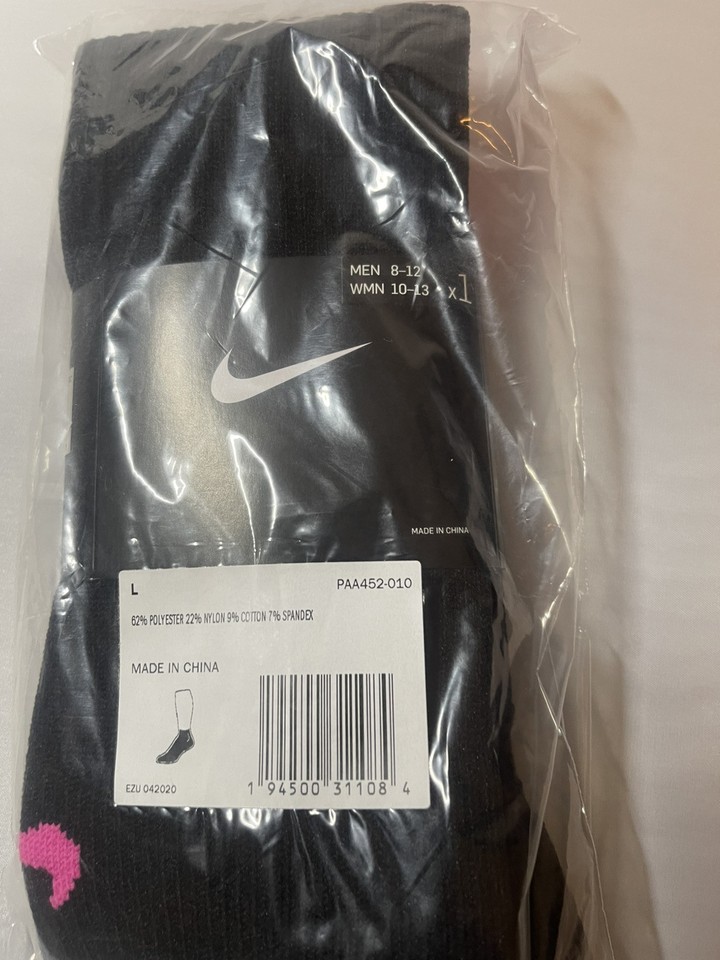 MEN 8–12
WMN 10–13 • x1
MADE IN CHINA
L PAA452-010
62% POLYESTER 22% NYLON 9% COTTON 7% SPANDEX
MADE IN CHINA
EZU 042020
1 94500 31108 4